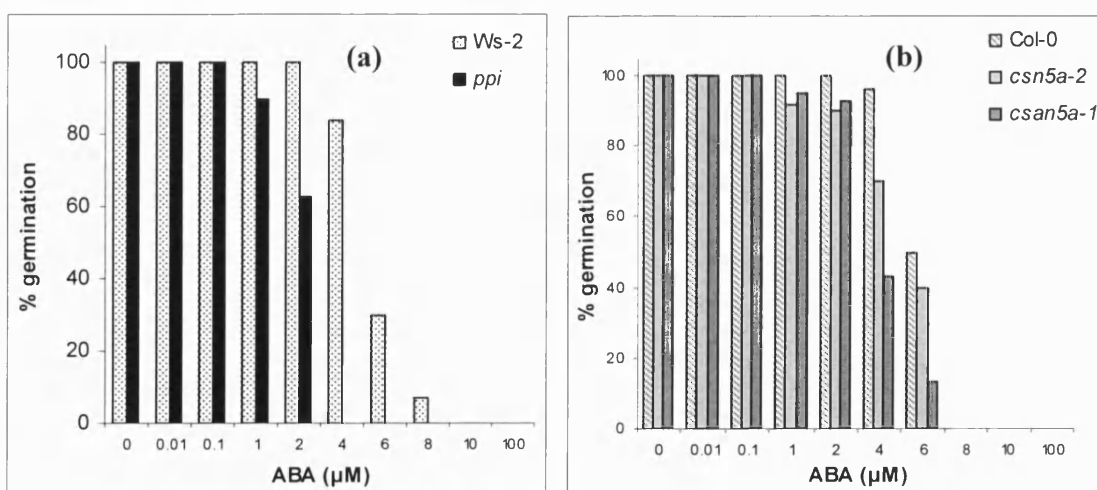 (a)
Ws-2
ppi
% germination
100
80
60
40
20
0
0 0.01 0.1 1 2 4 6 8 10 100
ABA (µM)
(b)
Col-0
csn5a-2
csan5a-1
% germination
100
80
60
40
20
0
0 0.01 0.1 1 2 4 6 8 10 100
ABA (µM)